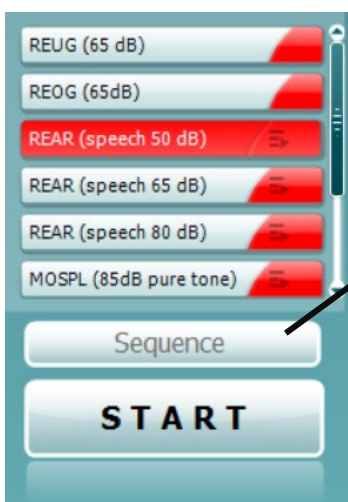 REUG (65 dB)
REOG (65dB)
REAR (speech 50 dB)
REAR (speech 65 dB)
REAR (speech 80 dB)
MOSPL (85dB pure tone)
Sequence
START